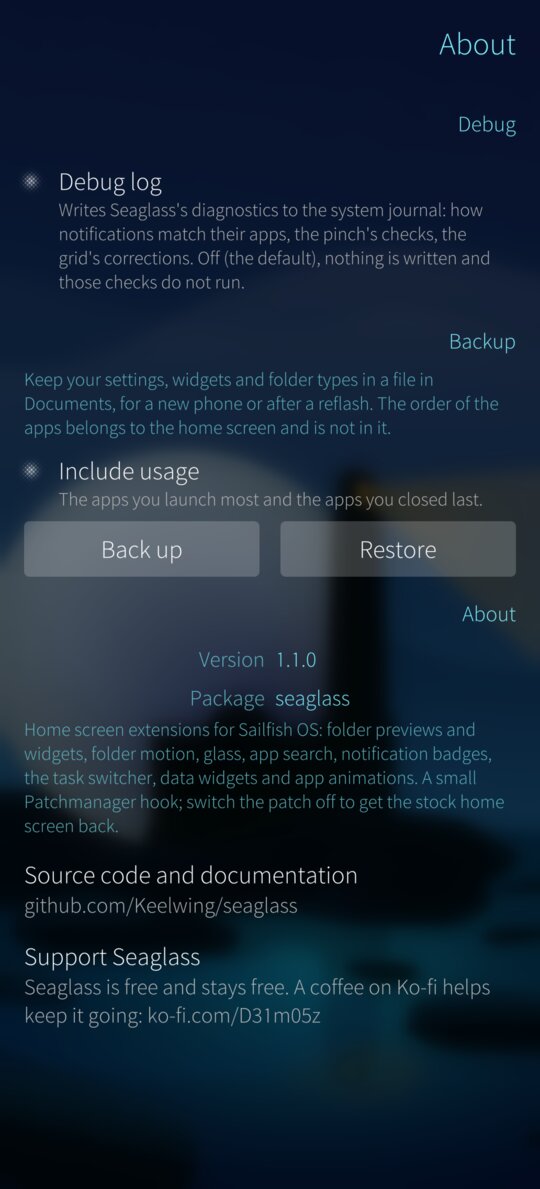 About
Debug
Debug log
Writes Seaglass's diagnostics to the system journal: how
notifications match their apps, the pinch's checks, the
grid's corrections. Off (the default), nothing is written and
those checks do not run.
Backup
Keep your settings, widgets and folder types in a file in
Documents, for a new phone or after a reflash. The order of the
apps belongs to the home screen and is not in it.
Include usage
The apps you launch most and the apps you closed last.
Back up
Restore
About
Version 1.1.0
Package seaglass
Home screen extensions for Sailfish OS: folder previews and
widgets, folder motion, glass, app search, notification badges,
the task switcher, data widgets and app animations. A small
Patchmanager hook; switch the patch off to get the stock home
screen back.
Source code and documentation
github.com/Keelwing/seaglass
Support Seaglass
Seaglass is free and stays free. A coffee on Ko-fi helps
keep it going: ko-fi.com/D31m05z